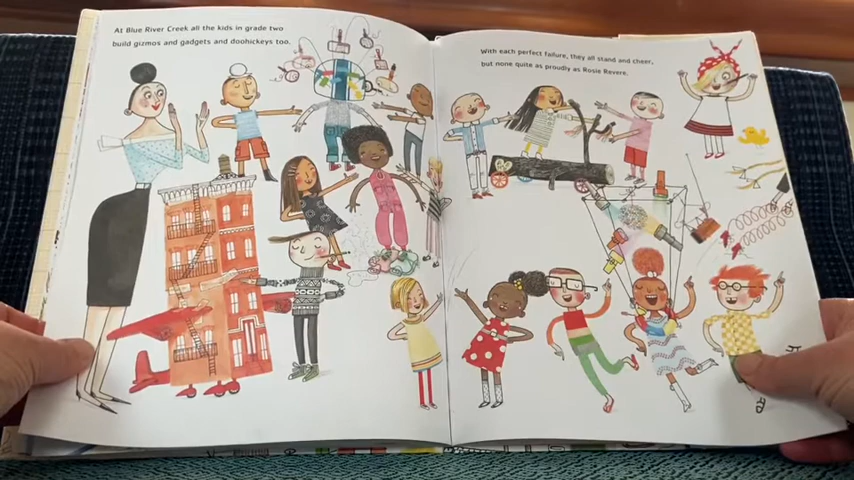 At Blue River Creek all the kids in grade two
build gizmos and gadgets and doohickeys too.
With each perfect failure, they all stand and cheer,
but none quite as proudly as Rosie Revere.